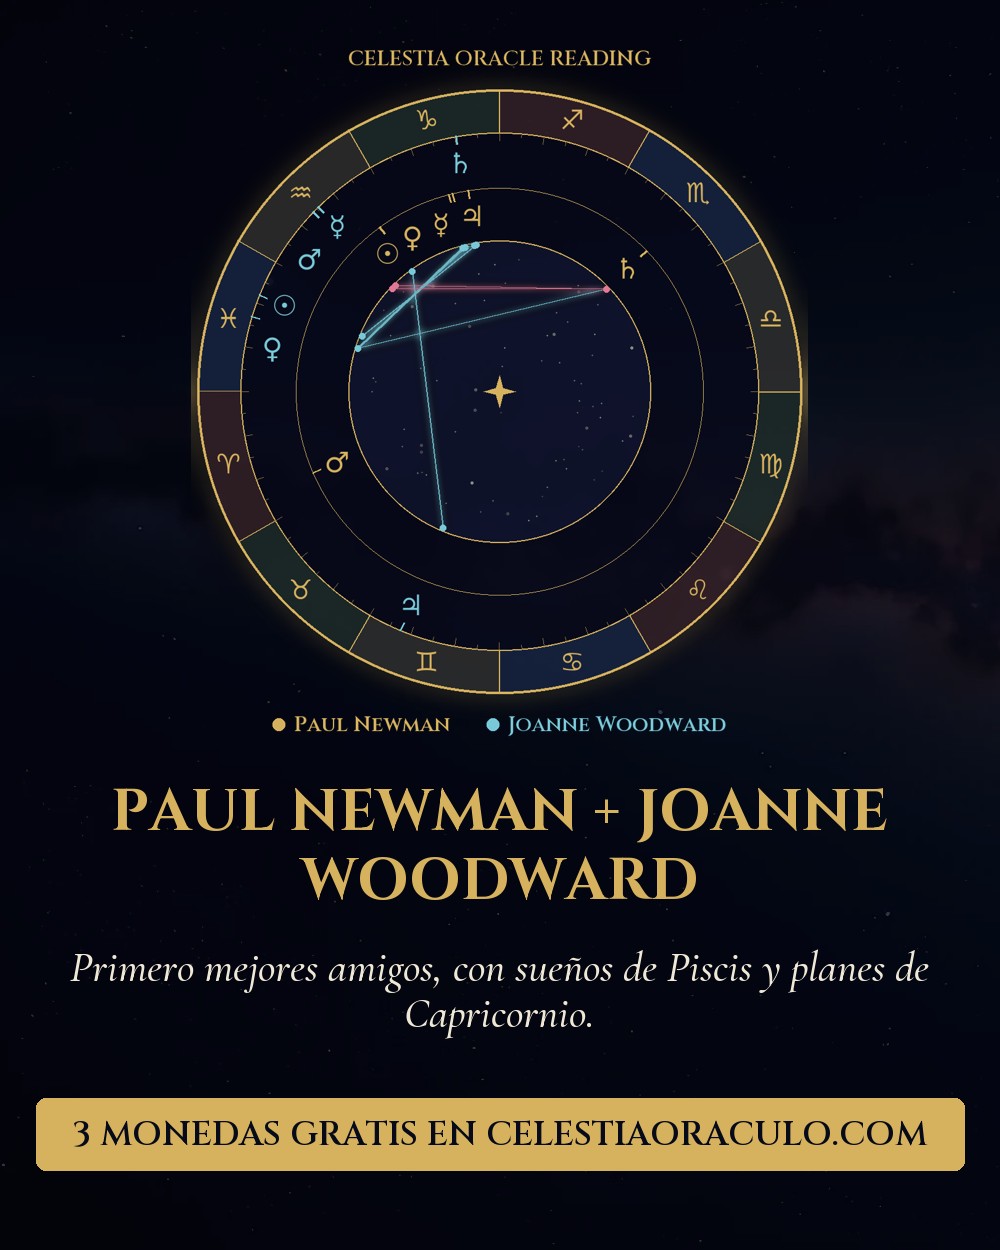 CELESTIA ORACLE READING
PAUL NEWMAN
JOANNE WOODWARD
PAUL NEWMAN + JOANNE
WOODWARD
Primero mejores amigos, con sueños de Piscis y planes de
Capricornio.
3 MONEDAS GRATIS EN CELESTIAORACULO.COM